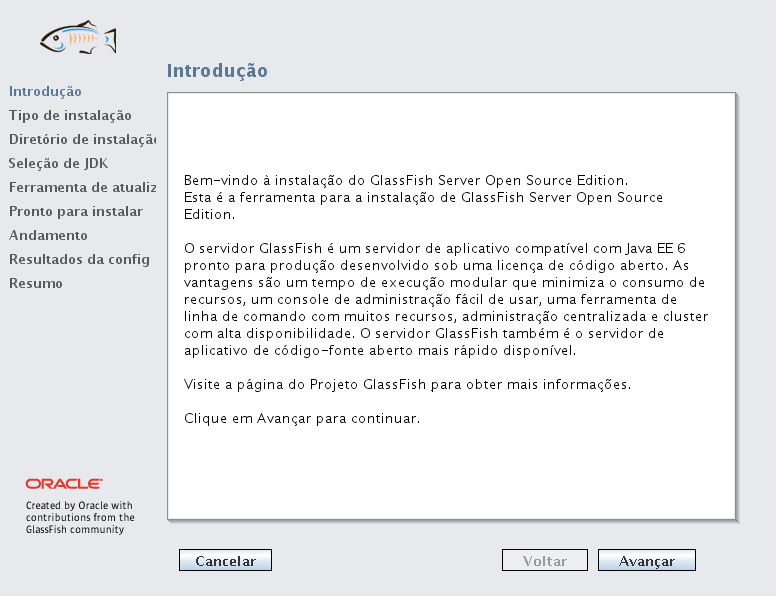 Introdução
Tipo de instalação
Diretório de instalação
Seleção de JDK
Ferramenta de atualiz
Pronto para instalar
Andamento
Resultados da config
Resumo
ORACLE
Created by Oracle with
contributions from the
GlassFish community
Introdução
Bem-vindo à instalação do GlassFish Server Open Source Edition.
Esta é a ferramenta para a instalação de GlassFish Server Open Source
Edition.
O servidor GlassFish é um servidor de aplicativo compatível com Java EE 6
pronto para produção desenvolvido sob uma licença de código aberto. As
vantagens são um tempo de execução modular que minimiza o consumo de
recursos, um console de administração fácil de usar, uma ferramenta de
linha de comando com muitos recursos, administração centralizada e cluster
com alta disponibilidade. O servidor GlassFish também é o servidor de
aplicativo de código-fonte aberto mais rápido disponível.
Visite a página do Projeto GlassFish para obter mais informações.
Clique em Avançar para continuar.
Cancelar
Voltar
Avançar